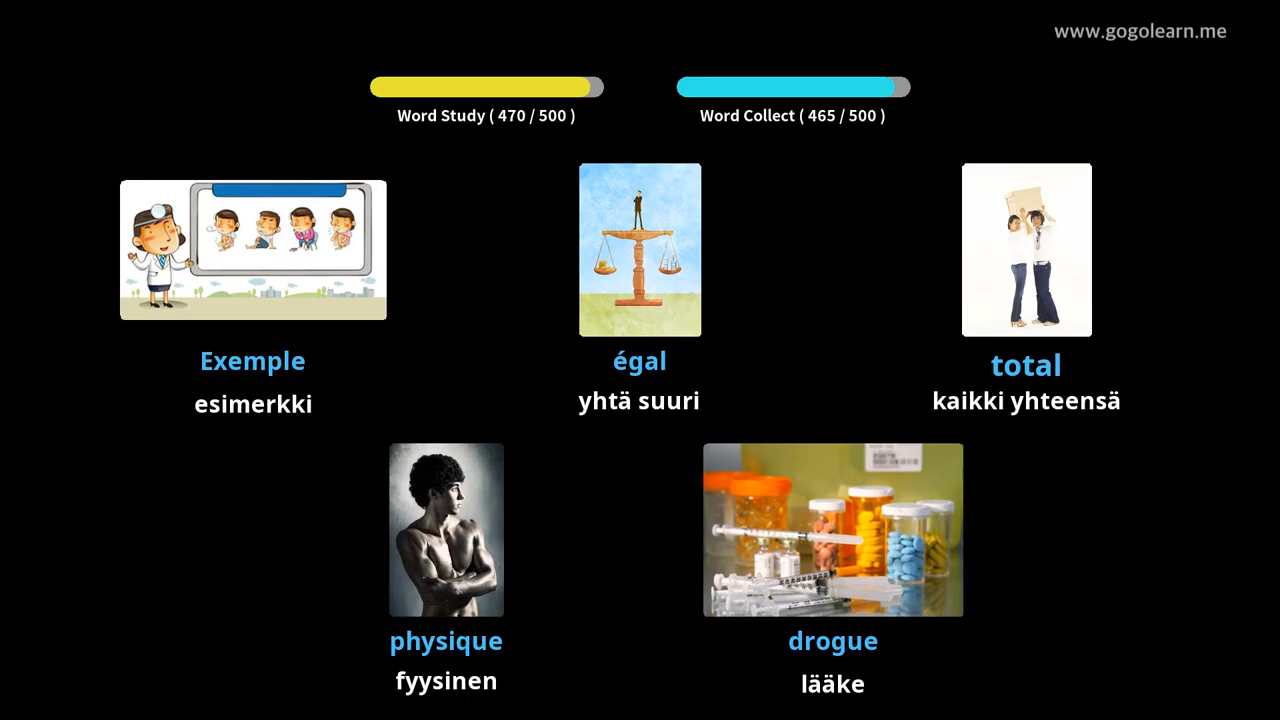 www.gogolearn.me
Word Study ( 470 / 500 )
Word Collect ( 465 / 500 )
Exemple
esimerkki
égal
yhtä suuri
total
kaikki yhteensä
physique
fyysinen
drogue
lääke